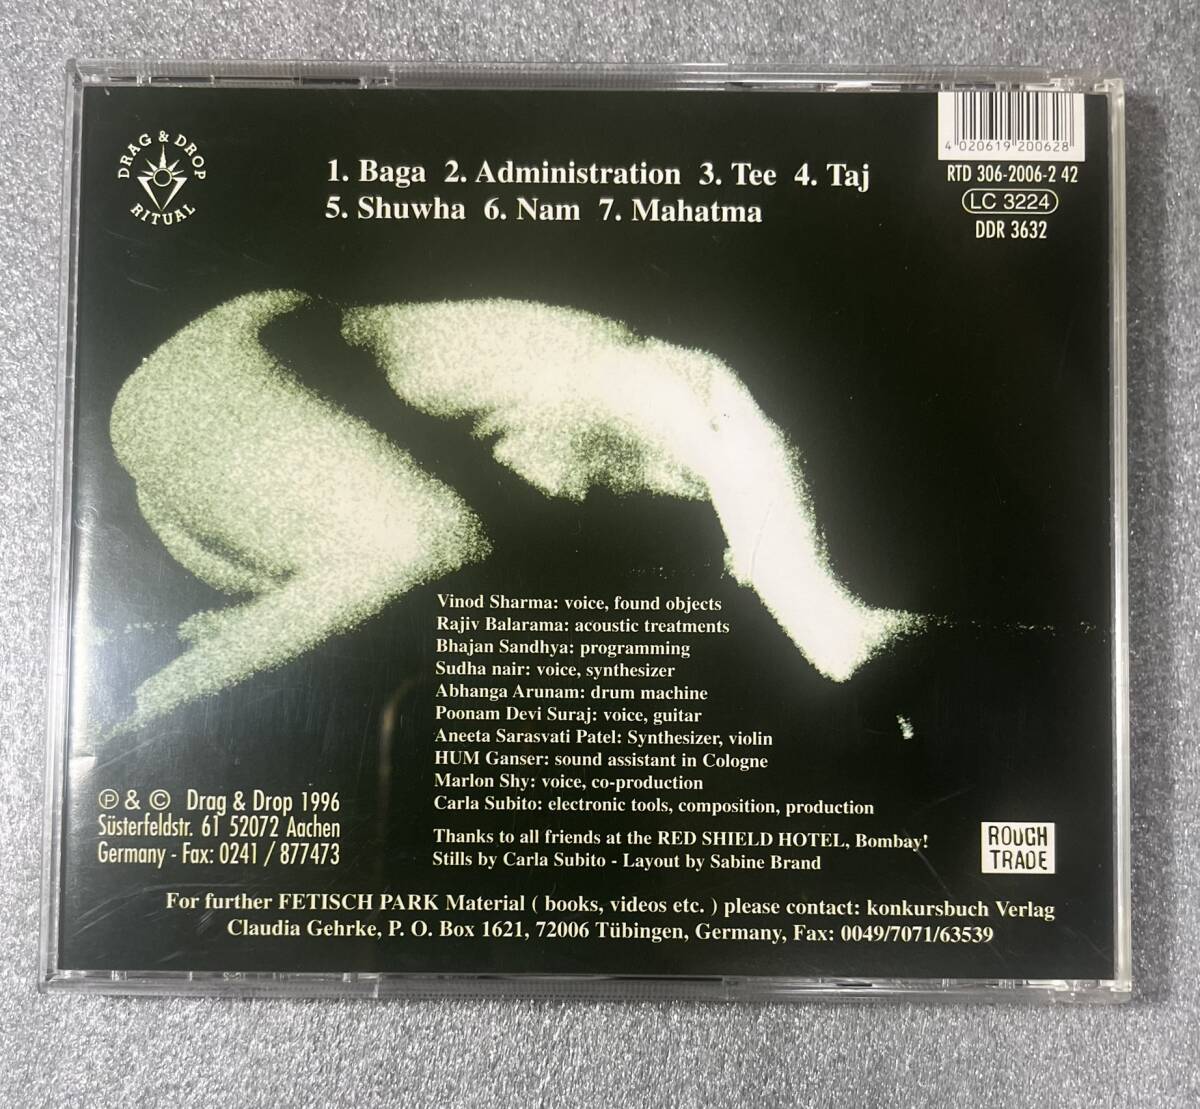 DRAG & DROP
RITUAL
1. Baga 2. Administration 3. Tee 4. Taj
5. Shuwha 6. Nam 7. Mahatma
4 020619 200628
RTD 306-2006-2 42
LC 3224
DDR 3632
Vinod Sharma: voice, found objects
Rajiv Balarama: acoustic treatments
Bhajan Sandhya: programming
Sudha nair: voice, synthesizer
Abhanga Arunam: drum machine
Poonam Devi Suraj: voice, guitar
Aneeta Sarasvati Patel: Synthesizer, violin
HUM Ganser: sound assistant in Cologne
Marlon Shy: voice, co-production
Carla Subito: electronic tools, composition, production
Thanks to all friends at the RED SHIELD HOTEL, Bombay!
Stills by Carla Subito - Layout by Sabine Brand
℗ & © Drag & Drop 1996
Süsterfeldstr. 61 52072 Aachen
Germany - Fax: 0241 / 877473
ROUGH
TRADE
For further FETISCH PARK Material ( books, videos etc. ) please contact: konkursbuch Verlag
Claudia Gehrke, P. O. Box 1621, 72006 Tübingen, Germany, Fax: 0049/7071/63539